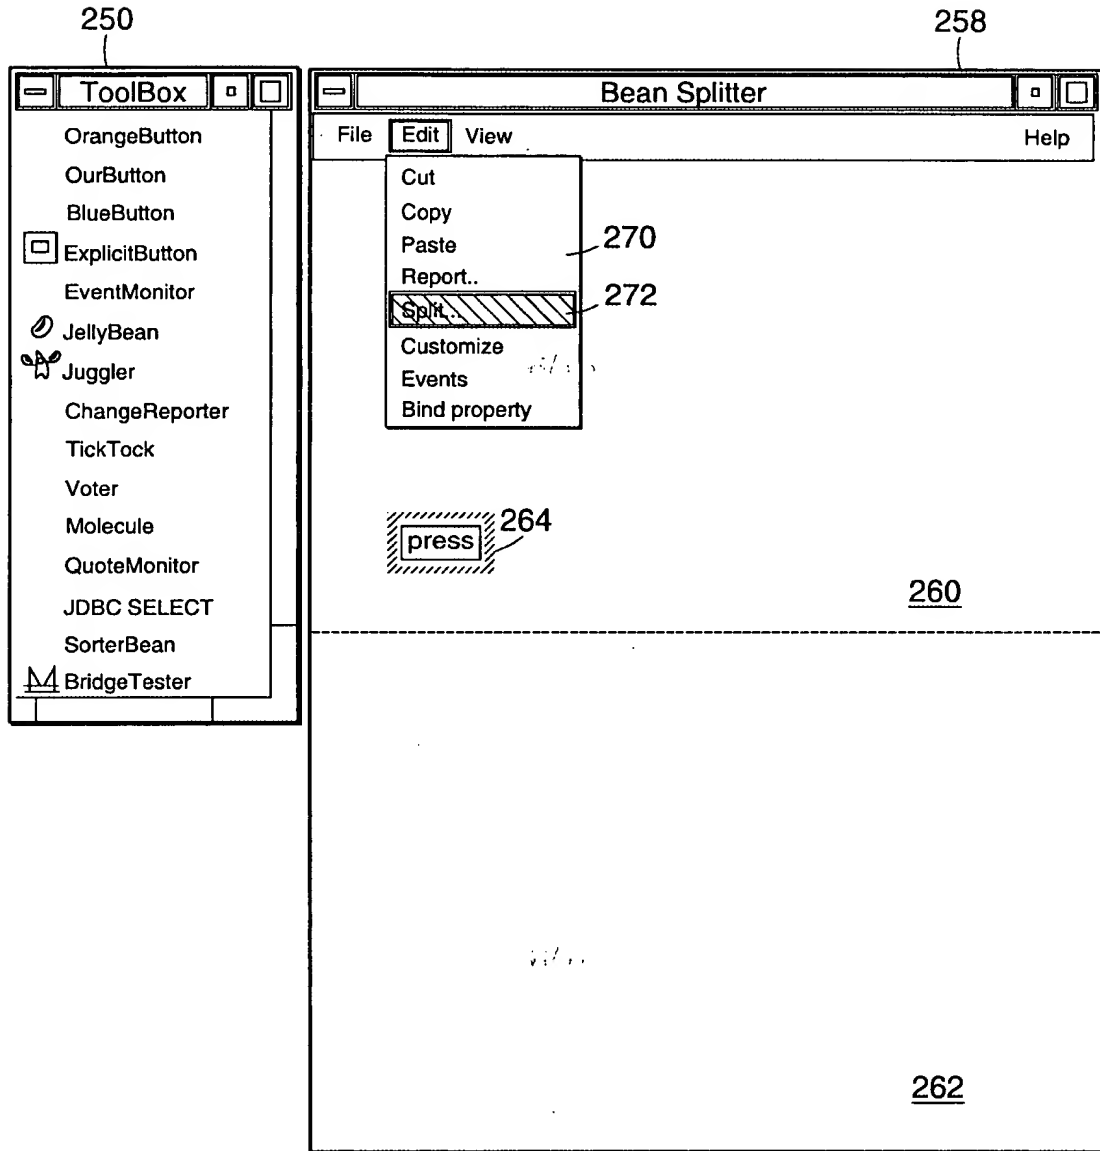 250
258
ToolBox
Bean Splitter
OrangeButton
OurButton
BlueButton
ExplicitButton
EventMonitor
JellyBean
Juggler
ChangeReporter
TickTock
Voter
Molecule
QuoteMonitor
JDBC SELECT
SorterBean
BridgeTester
File Edit View Help
Cut
Copy
Paste
Report..
Split...
Customize
Events
Bind property
270
272
press
264
260
262